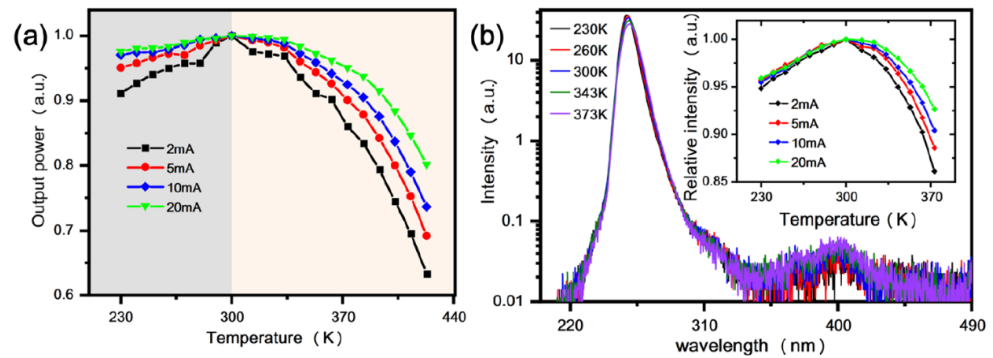 (a)
Output power (a.u.)
1.0
0.9
0.8
0.7
0.6
2mA
5mA
10mA
20mA
230
300
370
440
Temperature (K)
(b)
Intensity (a.u.)
10
1
0.1
0.01
230K
260K
300K
343K
373K
220
310
400
490
wavelength (nm)
Relative intensity (a.u.)
1.00
0.95
0.90
0.85
2mA
5mA
10mA
20mA
230
300
370
Temperature (K)